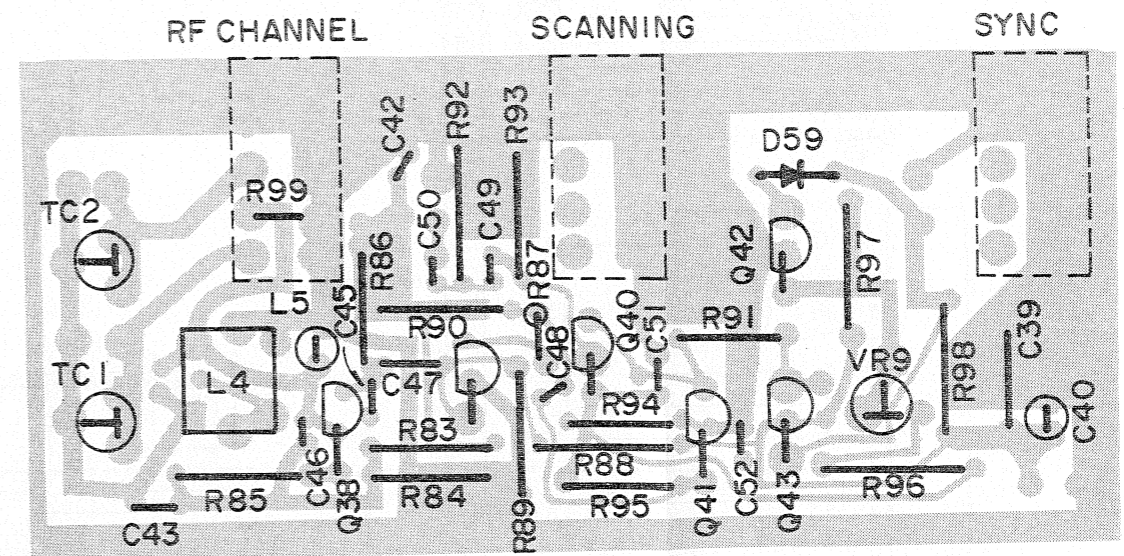 RF CHANNEL
SCANNING
SYNC
C42
R92
R93
D59
R99
TC2
C50
C49
R86
R87
Q42
R97
L5
C45
R90
Q40
C51
R91
C39
TC1
L4
C47
C48
VR9
R98
C40
R94
R83
R88
C46
R85
Q38
R84
R89
R95
Q41
C52
Q43
R96
C43